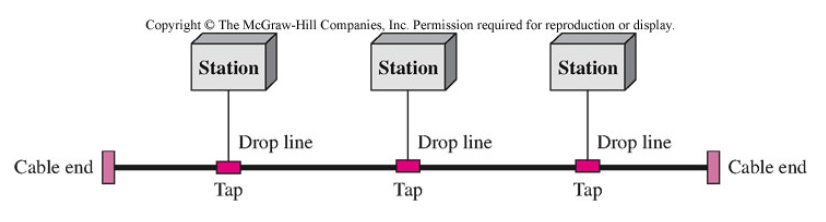 Copyright © The McGraw-Hill Companies, Inc. Permission required for reproduction or display.
Station Station Station
Drop line Drop line Drop line
Cable end Cable end
Tap Tap Tap